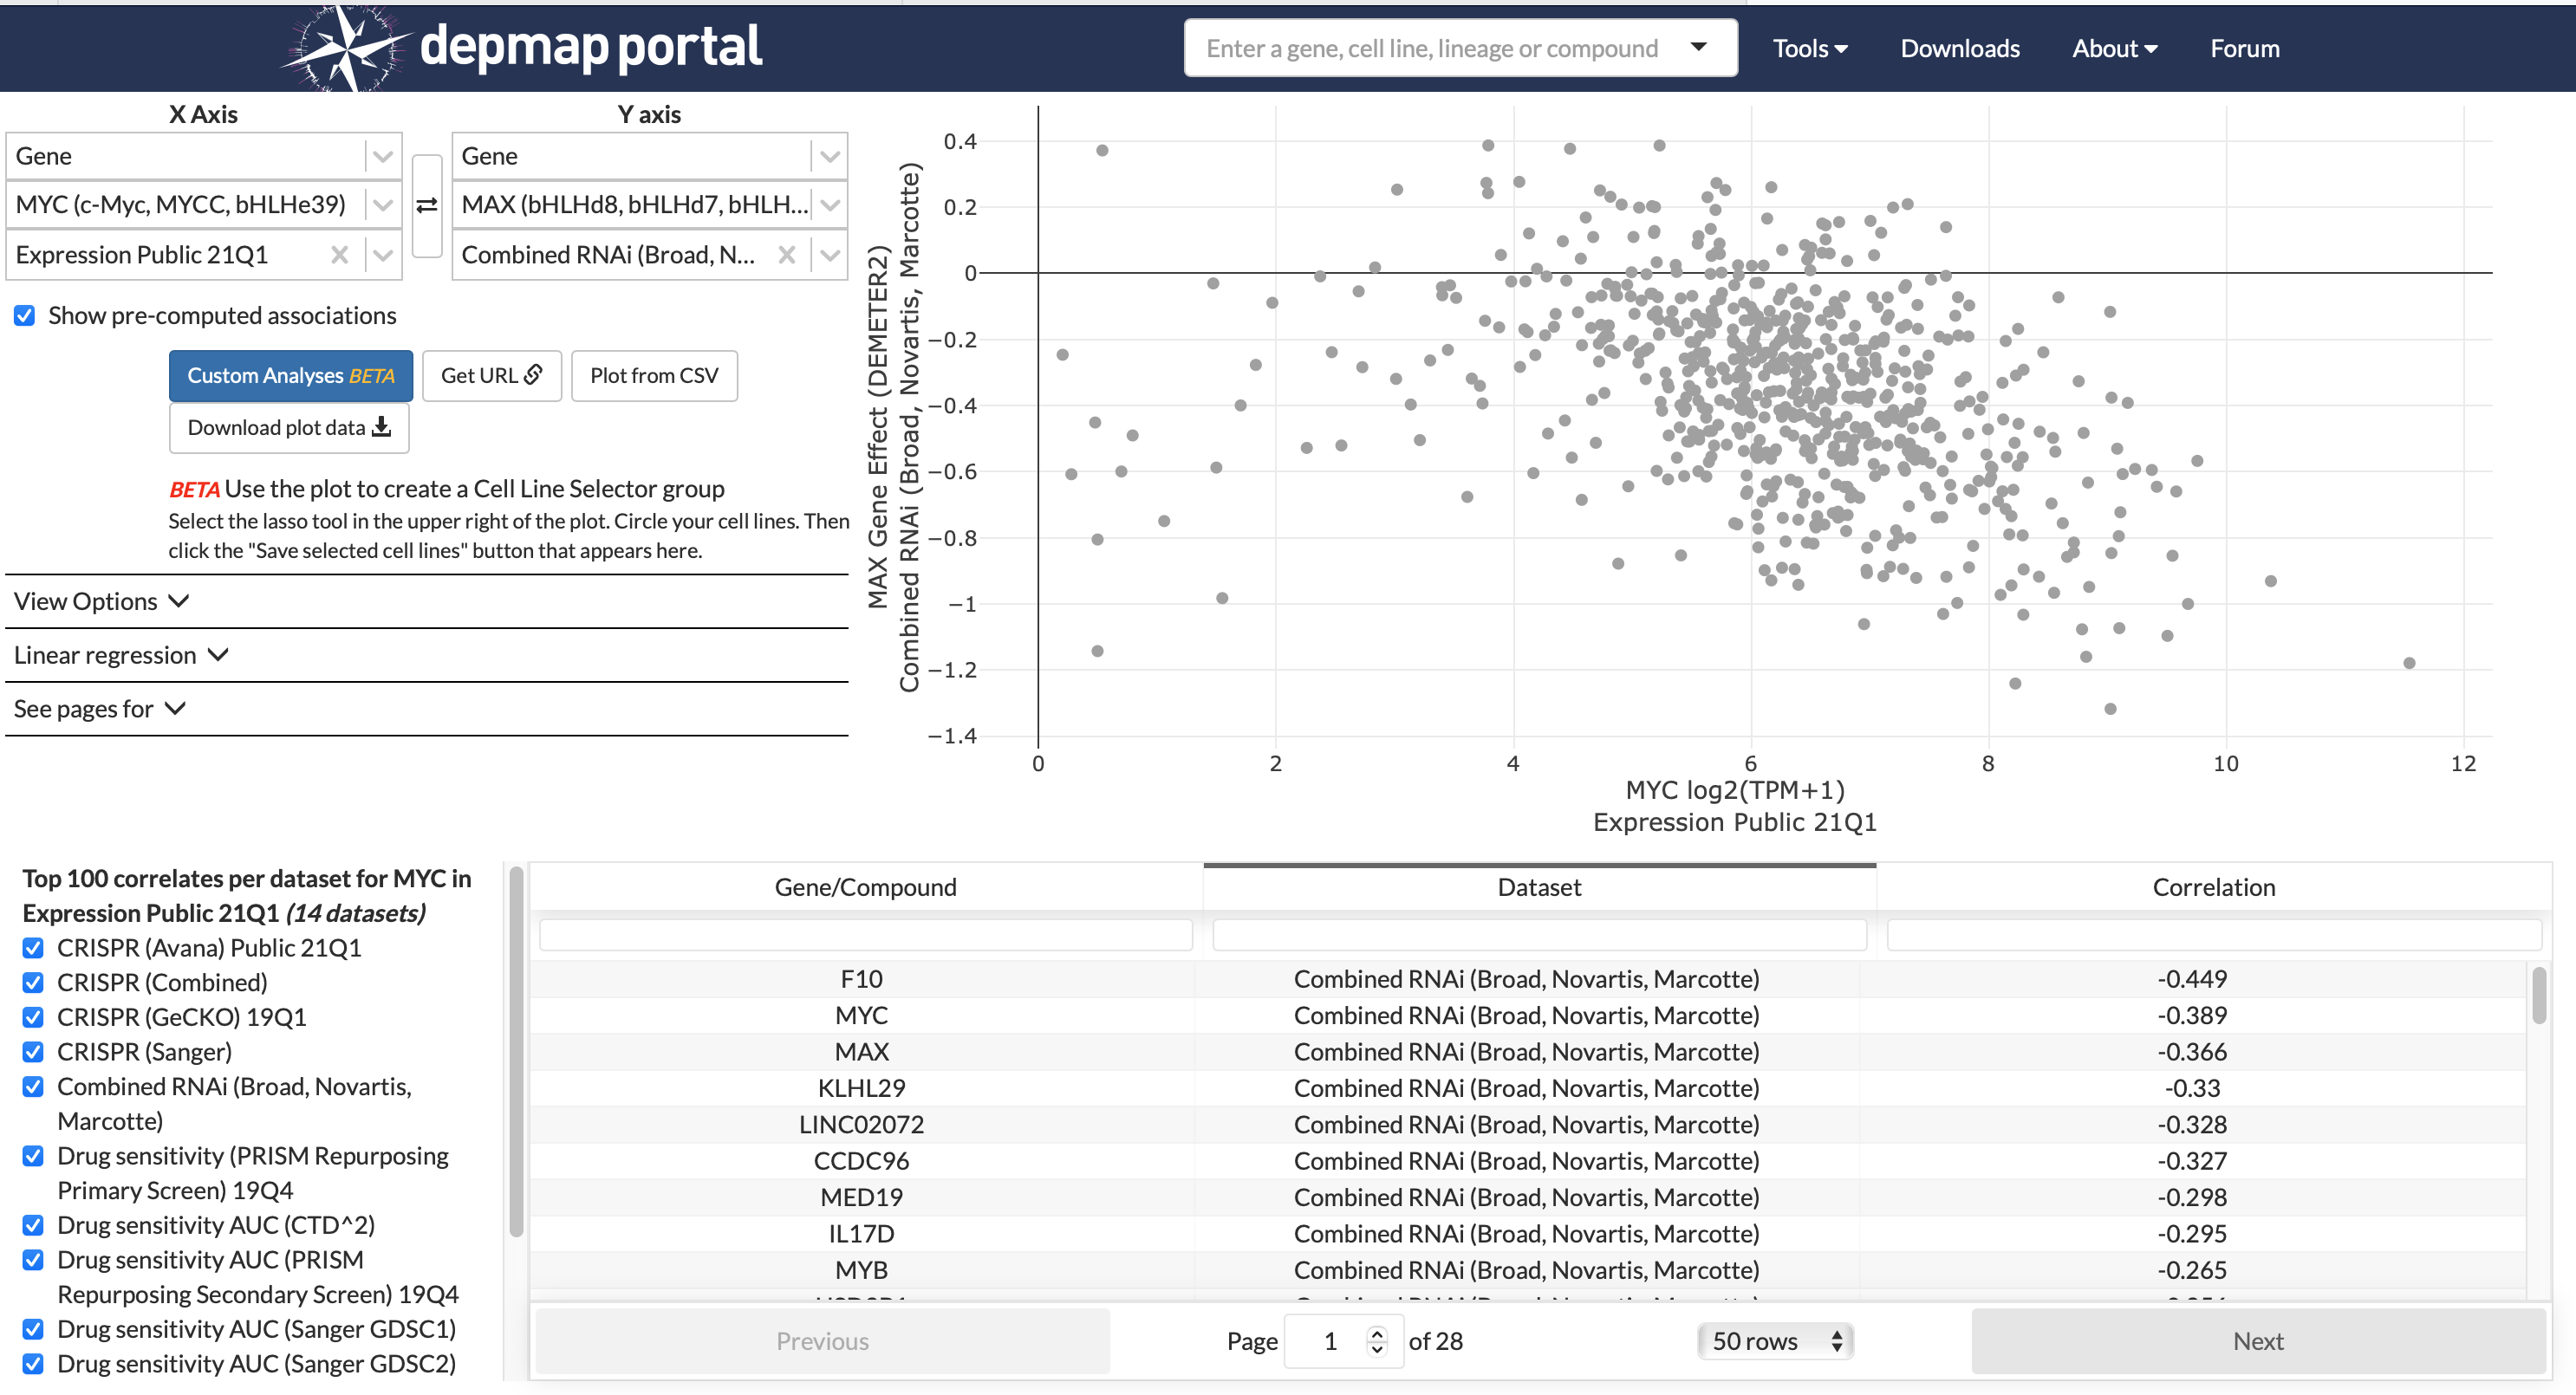 depmap portal
Enter a gene, cell line, lineage or compound
Tools
Downloads
About
Forum
X Axis
Gene
MYC (c-Myc, MYCC, bHLHe39)
Expression Public 21Q1
Y axis
Gene
MAX (bHLHd8, bHLHd7, bHLH...
Combined RNAi (Broad, N...
Show pre-computed associations
Custom Analyses BETA
Get URL
Plot from CSV
Download plot data
BETA Use the plot to create a Cell Line Selector group
Select the lasso tool in the upper right of the plot. Circle your cell lines. Then
click the "Save selected cell lines" button that appears here.
View Options
Linear regression
See pages for
MAX Gene Effect (DEMETER2)
Combined RNAi (Broad, Novartis, Marcotte)
0.4
0.2
0
−0.2
−0.4
−0.6
−0.8
−1
−1.2
−1.4
0
2
4
6
8
10
12
MYC log2(TPM+1)
Expression Public 21Q1
Top 100 correlates per dataset for MYC in
Expression Public 21Q1 (14 datasets)
CRISPR (Avana) Public 21Q1
CRISPR (Combined)
CRISPR (GeCKO) 19Q1
CRISPR (Sanger)
Combined RNAi (Broad, Novartis,
Marcotte)
Drug sensitivity (PRISM Repurposing
Primary Screen) 19Q4
Drug sensitivity AUC (CTD^2)
Drug sensitivity AUC (PRISM
Repurposing Secondary Screen) 19Q4
Drug sensitivity AUC (Sanger GDSC1)
Drug sensitivity AUC (Sanger GDSC2)
Gene/Compound Dataset Correlation
F10 Combined RNAi (Broad, Novartis, Marcotte) -0.449
MYC Combined RNAi (Broad, Novartis, Marcotte) -0.389
MAX Combined RNAi (Broad, Novartis, Marcotte) -0.366
KLHL29 Combined RNAi (Broad, Novartis, Marcotte) -0.33
LINC02072 Combined RNAi (Broad, Novartis, Marcotte) -0.328
CCDC96 Combined RNAi (Broad, Novartis, Marcotte) -0.327
MED19 Combined RNAi (Broad, Novartis, Marcotte) -0.298
IL17D Combined RNAi (Broad, Novartis, Marcotte) -0.295
MYB Combined RNAi (Broad, Novartis, Marcotte) -0.265
Previous
Page 1 of 28
50 rows
Next